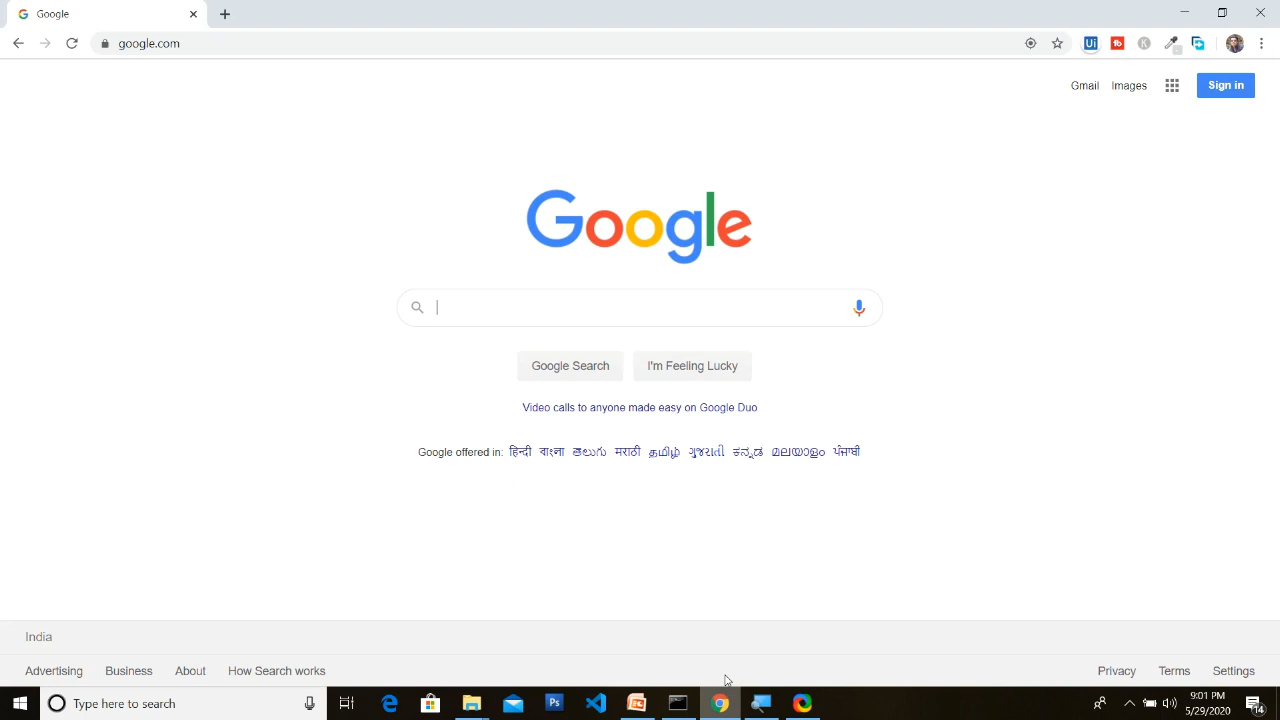 Google
google.com
Gmail Images Sign in
Google
Google Search I'm Feeling Lucky
Video calls to anyone made easy on Google Duo
Google offered in: हिन्दी বাংলা తెలుగు मराठी தமிழ் ગુજરાતી ಕನ್ನಡ മലയാളം ਪੰਜਾਬੀ
India
Advertising Business About How Search works Privacy Terms Settings
Type here to search
9:01 PM
5/29/2020